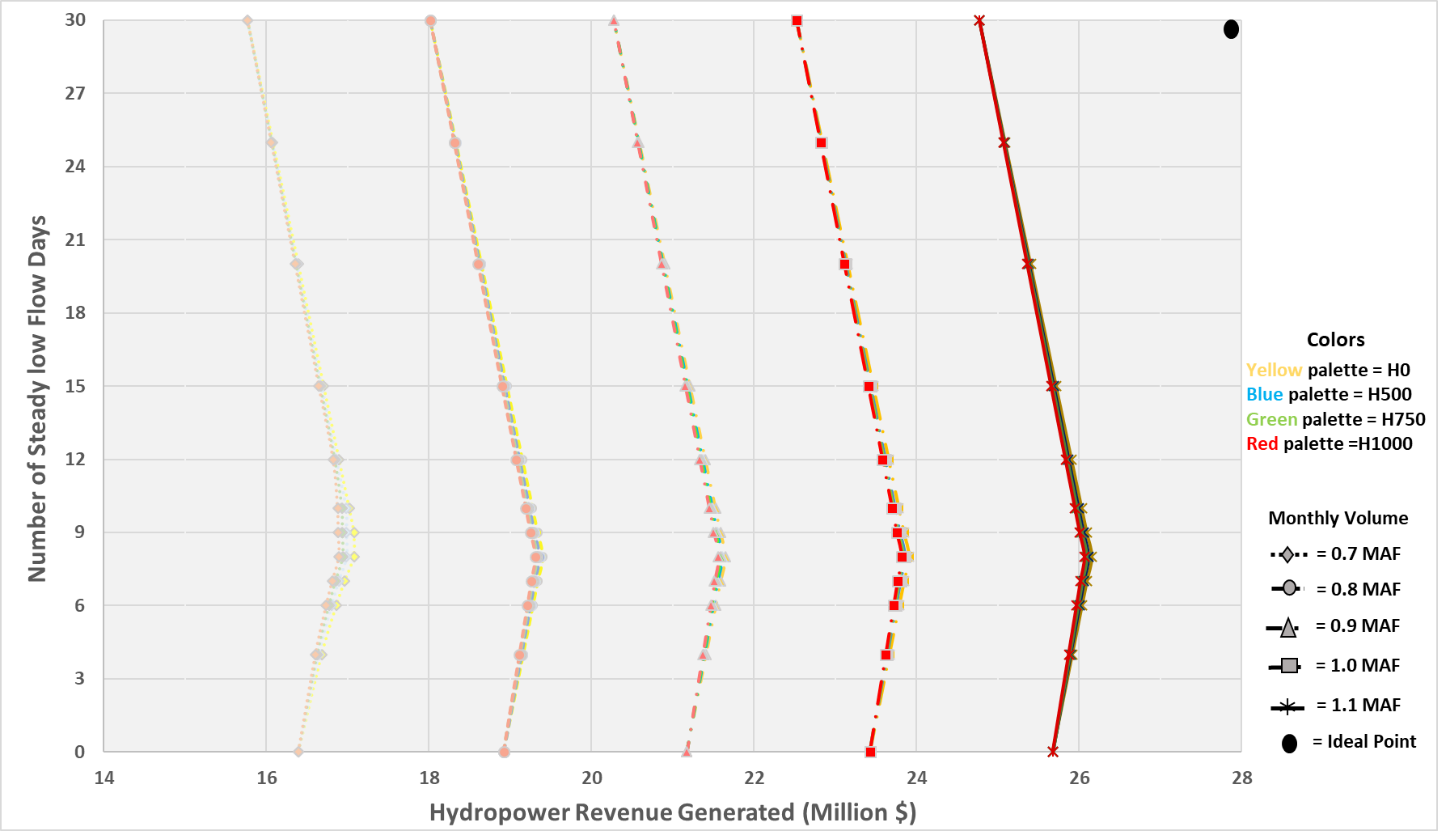 30
27
24
21
18
15
12
9
6
3
0
Number of Steady low Flow Days
14 16 18 20 22 24 26 28
Hydropower Revenue Generated (Million $)
Colors
Yellow palette = H0
Blue palette = H500
Green palette = H750
Red palette =H1000
Monthly Volume
= 0.7 MAF
= 0.8 MAF
= 0.9 MAF
= 1.0 MAF
= 1.1 MAF
= Ideal Point